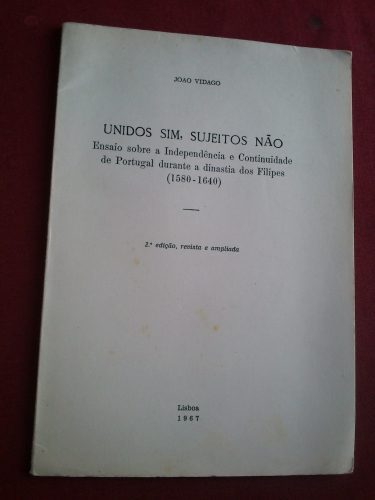 JOAO VIDAGO
UNIDOS SIM, SUJEITOS NÃO
Ensaio sobre a Independência e Continuidade
de Portugal durante a dinastia dos Filipes
(1580-1640)
2.ª edição, revista e ampliada
Lisboa
1967